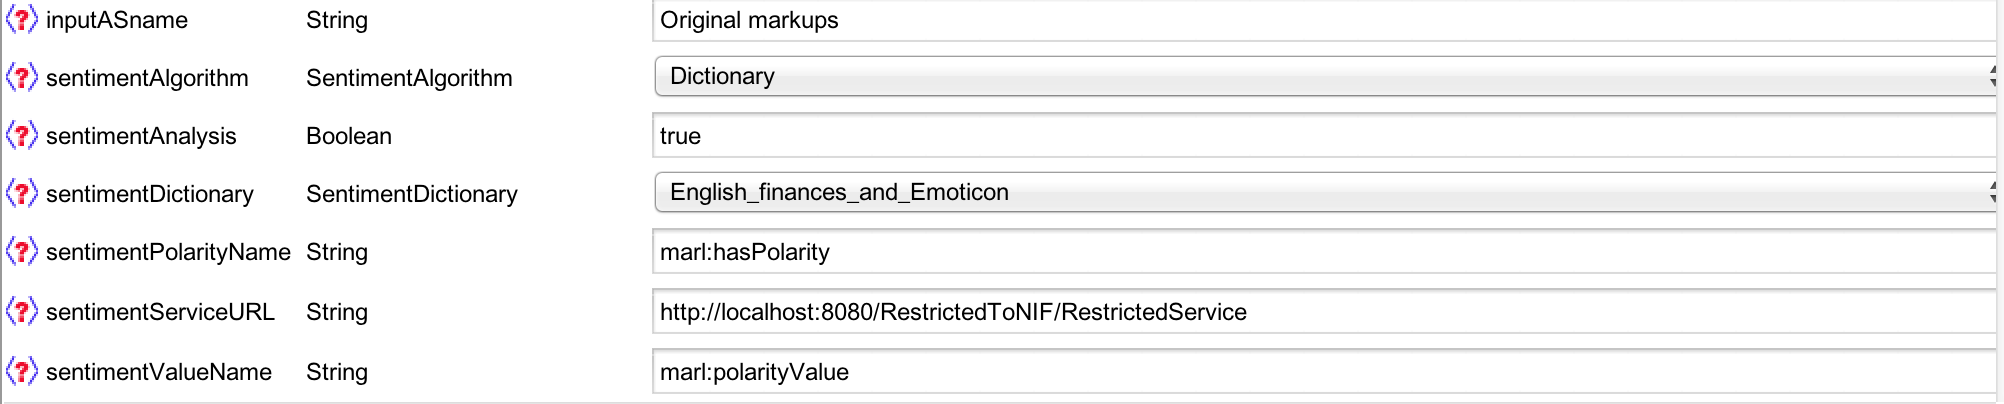 inputASname String Original markups
sentimentAlgorithm SentimentAlgorithm Dictionary
sentimentAnalysis Boolean true
sentimentDictionary SentimentDictionary English_finances_and_Emoticon
sentimentPolarityName String marl:hasPolarity
sentimentServiceURL String http://localhost:8080/RestrictedToNIF/RestrictedService
sentimentValueName String marl:polarityValue